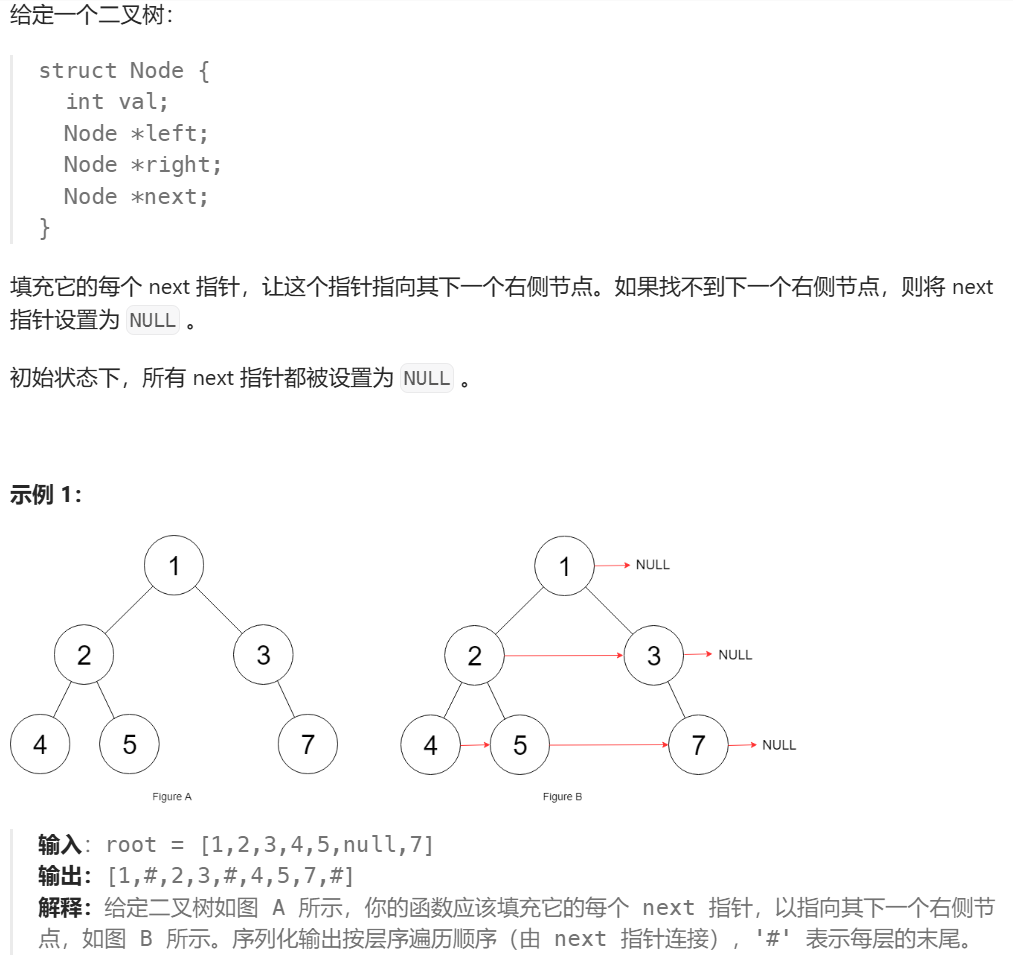 给定一个二叉树：
struct Node {
  int val;
  Node *left;
  Node *right;
  Node *next;
}
填充它的每个 next 指针，让这个指针指向其下一个右侧节点。如果找不到下一个右侧节点，则将 next
指针设置为 NULL 。
初始状态下，所有 next 指针都被设置为 NULL 。
示例 1：
1
2 3
4 5 7
Figure A
1 NULL
2 3 NULL
4 5 7 NULL
Figure B
输入：root = [1,2,3,4,5,null,7]
输出：[1,#,2,3,#,4,5,7,#]
解释：给定二叉树如图 A 所示，你的函数应该填充它的每个 next 指针，以指向其下一个右侧节
点，如图 B 所示。序列化输出按层序遍历顺序（由 next 指针连接），'#' 表示每层的末尾。